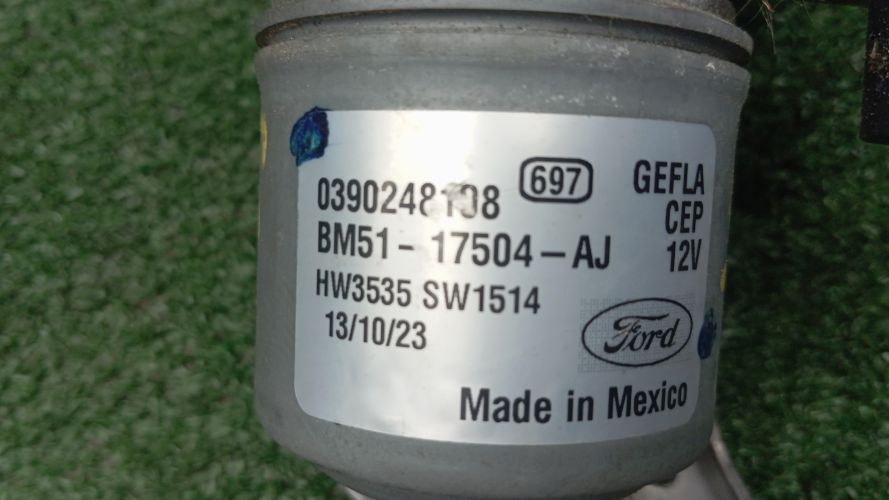 0390248108
697
GEFLA
CEP
12V
BM51-17504-AJ
HW3535 SW1514
13/10/23
Ford
Made in Mexico